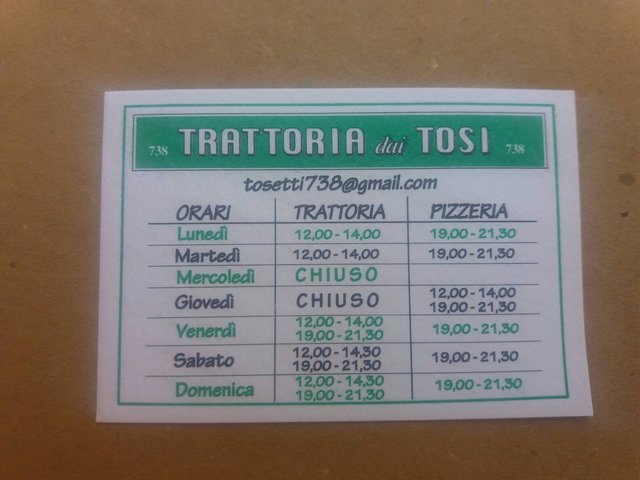 738 TRATTORIA dai TOSI 738
tosetti738@gmail.com
ORARI TRATTORIA PIZZERIA
Lunedì 12,00-14,00 19,00-21,30
Martedì 12,00-14,00 19,00-21,30
Mercoledì CHIUSO
Giovedì CHIUSO 12,00-14,00 19,00-21,30
Venerdì 12,00-14,00 19,00-21,30 19,00-21,30
Sabato 12,00-14,30 19,00-21,30 19,00-21,30
Domenica 12,00-14,30 19,00-21,30 19,00-21,30